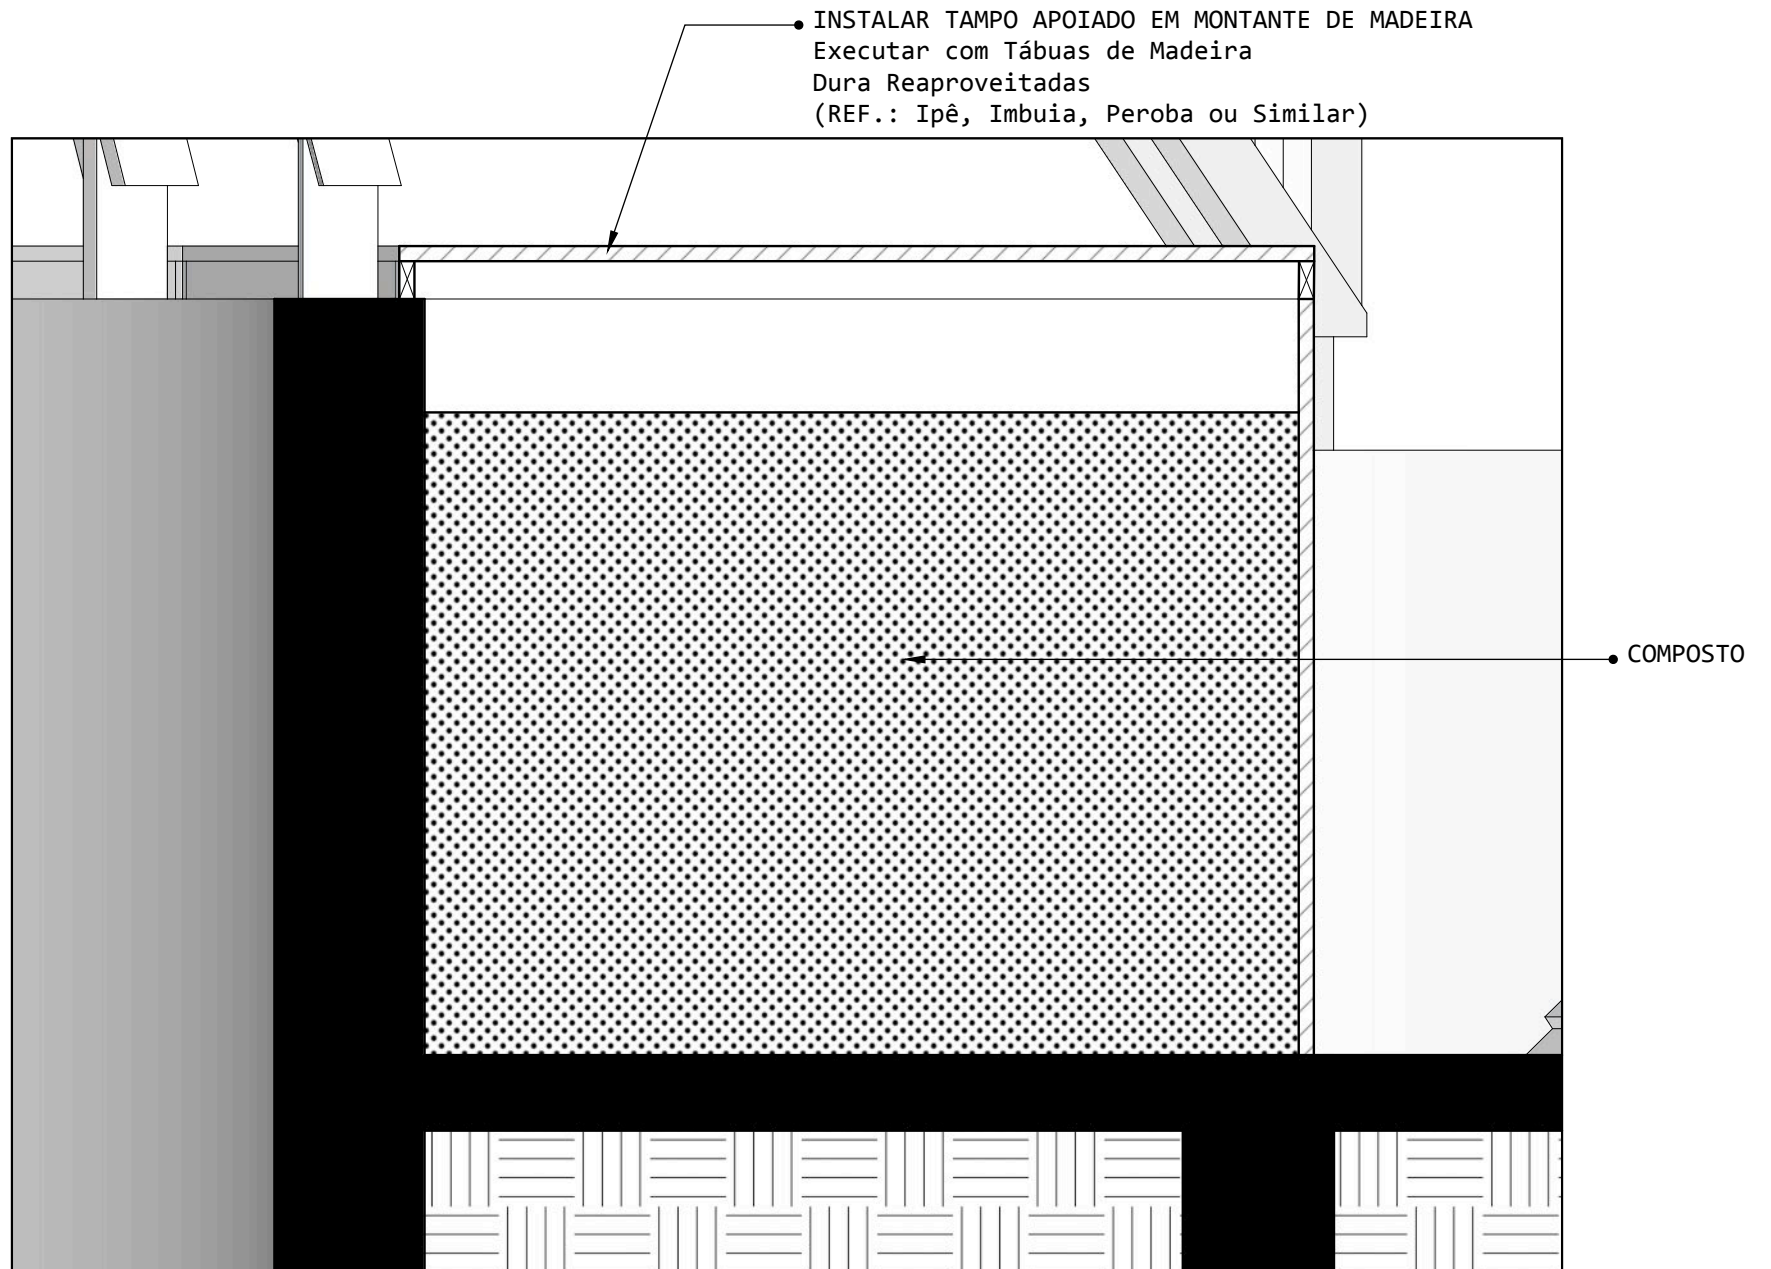 INSTALAR TAMPO APOIADO EM MONTANTE DE MADEIRA
Executar com Tábuas de Madeira
Dura Reaproveitadas
(REF.: Ipê, Imbuia, Peroba ou Similar)
COMPOSTO